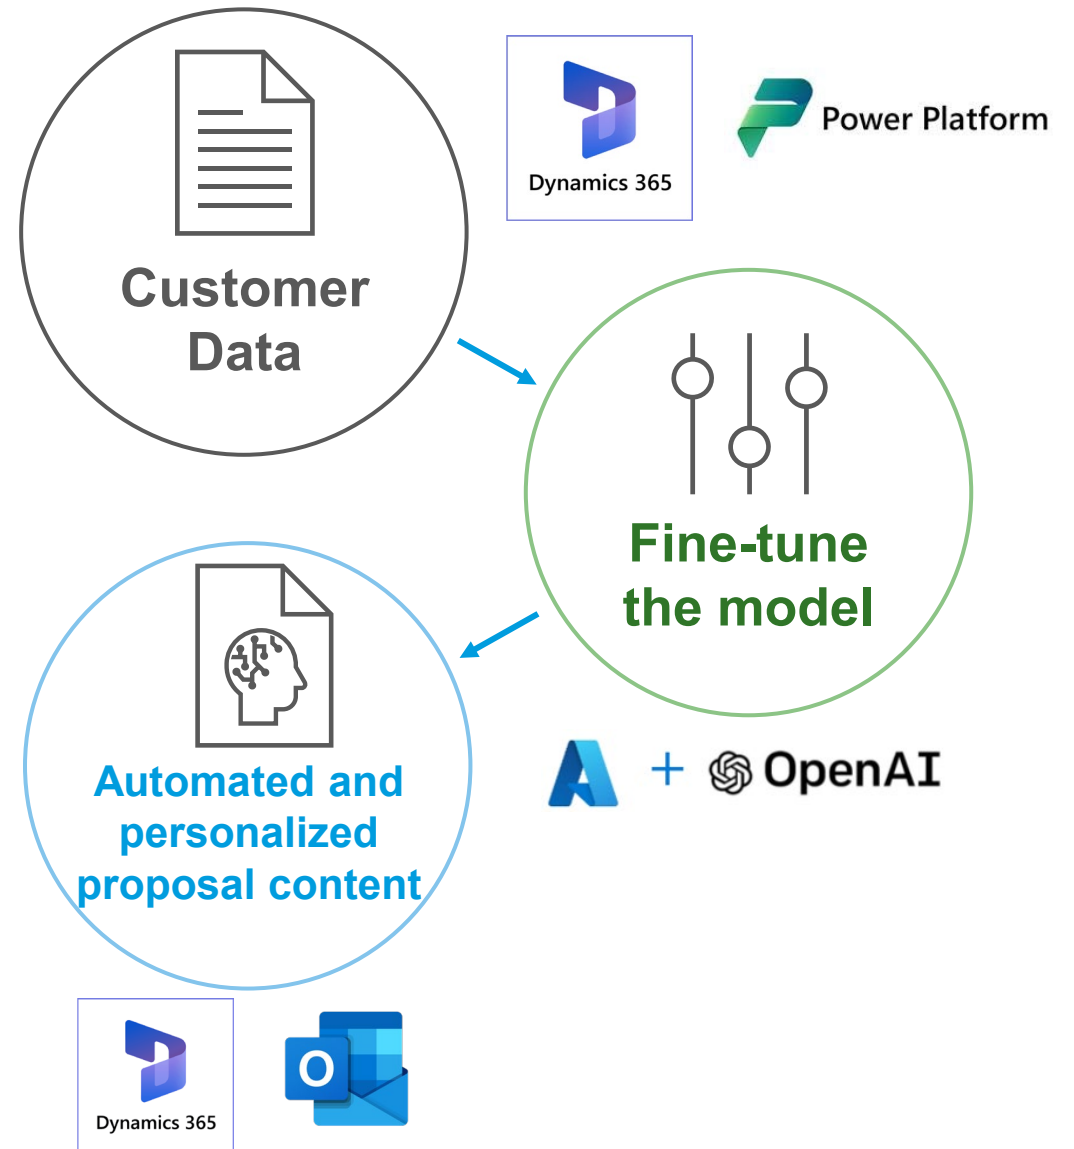 Dynamics 365
Power Platform
Customer
Data
Fine-tune
the model
Automated and
personalized
proposal content
+ OpenAI
Dynamics 365
O